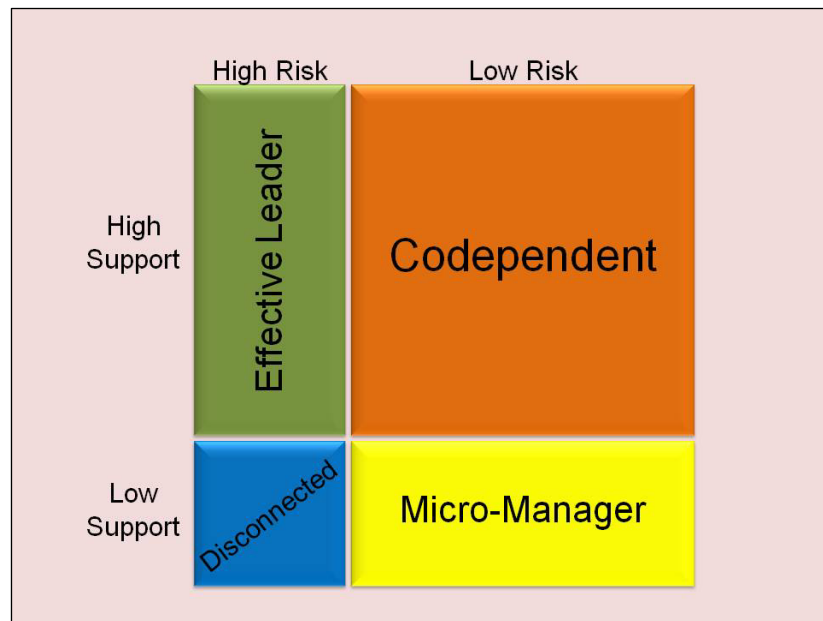 High Risk
Low Risk
High
Support
Effective Leader
Codependent
Low
Support
Disconnected
Micro-Manager